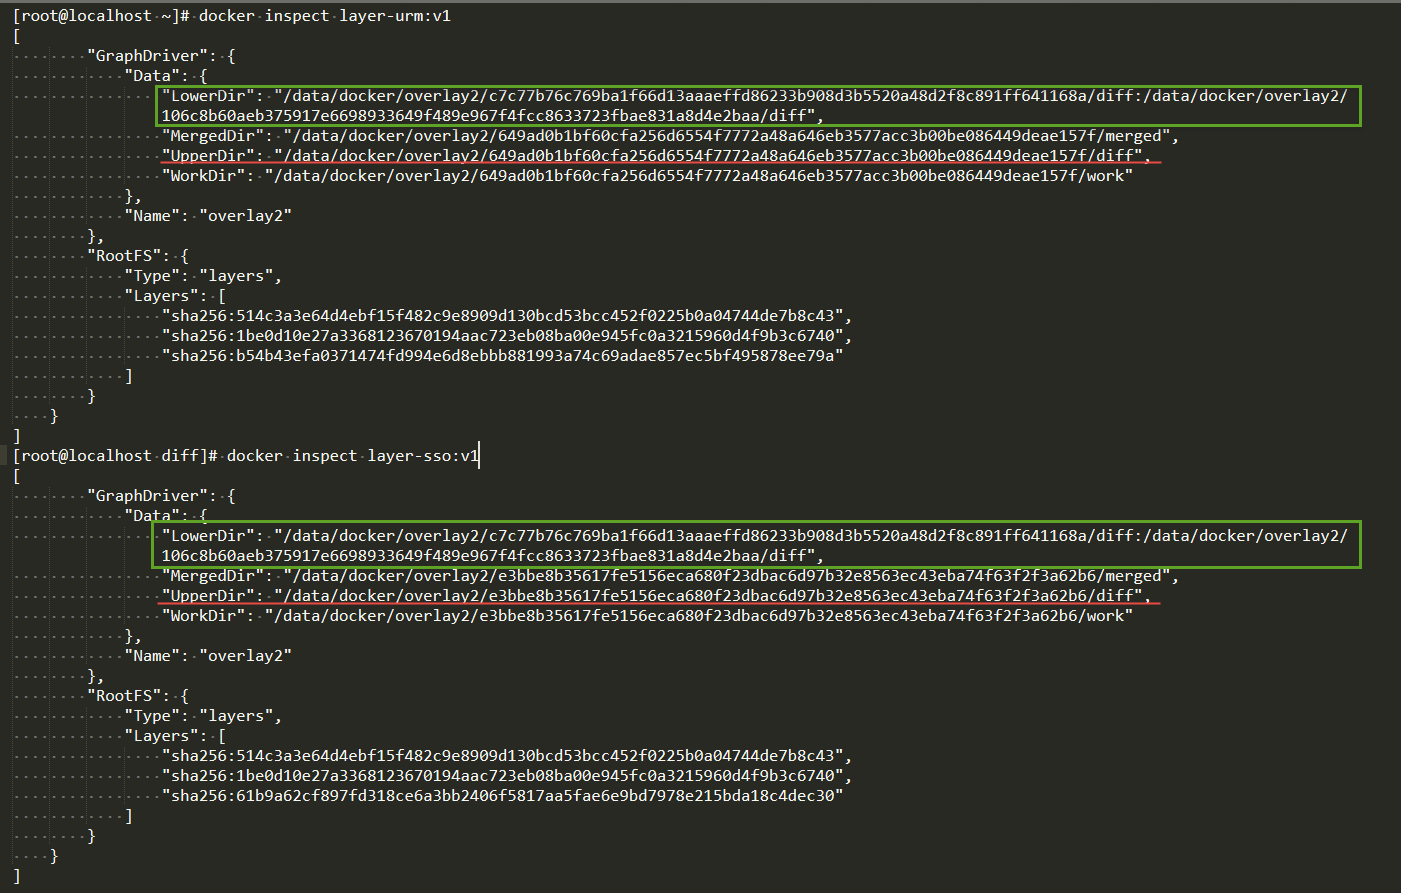 [root@localhost ~]# docker inspect layer-urm:v1
[
"GraphDriver": {
"Data": {
"LowerDir": "/data/docker/overlay2/c7c77b76c769ba1f66d13aaaeffd86233b908d3b5520a48d2f8c891ff641168a/diff:/data/docker/overlay2/
106c8b60aeb375917e6698933649f489e967f4fcc8633723fbae831a8d4e2baa/diff",
"MergedDir": "/data/docker/overlay2/649ad0b1bf60cfa256d6554f7772a48a646eb3577acc3b00be086449deae157f/merged",
"UpperDir": "/data/docker/overlay2/649ad0b1bf60cfa256d6554f7772a48a646eb3577acc3b00be086449deae157f/diff",
"WorkDir": "/data/docker/overlay2/649ad0b1bf60cfa256d6554f7772a48a646eb3577acc3b00be086449deae157f/work"
},
"Name": "overlay2"
},
"RootFS": {
"Type": "layers",
"Layers": [
"sha256:514c3a3e64d4ebf15f482c9e8909d130bcd53bcc452f0225b0a04744de7b8c43",
"sha256:1be0d10e27a3368123670194aac723eb08ba00e945fc0a3215960d4f9b3c6740",
"sha256:b54b43efa0371474fd994e6d8ebbb881993a74c69adae857ec5bf495878ee79a"
]
}
}
]
[root@localhost diff]# docker inspect layer-sso:v1
[
"GraphDriver": {
"Data": {
"LowerDir": "/data/docker/overlay2/c7c77b76c769ba1f66d13aaaeffd86233b908d3b5520a48d2f8c891ff641168a/diff:/data/docker/overlay2/
106c8b60aeb375917e6698933649f489e967f4fcc8633723fbae831a8d4e2baa/diff",
"MergedDir": "/data/docker/overlay2/e3bbe8b35617fe5156eca680f23dbac6d97b32e8563ec43eba74f63f2f3a62b6/merged",
"UpperDir": "/data/docker/overlay2/e3bbe8b35617fe5156eca680f23dbac6d97b32e8563ec43eba74f63f2f3a62b6/diff",
"WorkDir": "/data/docker/overlay2/e3bbe8b35617fe5156eca680f23dbac6d97b32e8563ec43eba74f63f2f3a62b6/work"
},
"Name": "overlay2"
},
"RootFS": {
"Type": "layers",
"Layers": [
"sha256:514c3a3e64d4ebf15f482c9e8909d130bcd53bcc452f0225b0a04744de7b8c43",
"sha256:1be0d10e27a3368123670194aac723eb08ba00e945fc0a3215960d4f9b3c6740",
"sha256:61b9a62cf897fd318ce6a3bb2406f5817aa5fae6e9bd7978e215bda18c4dec30"
]
}
}
]